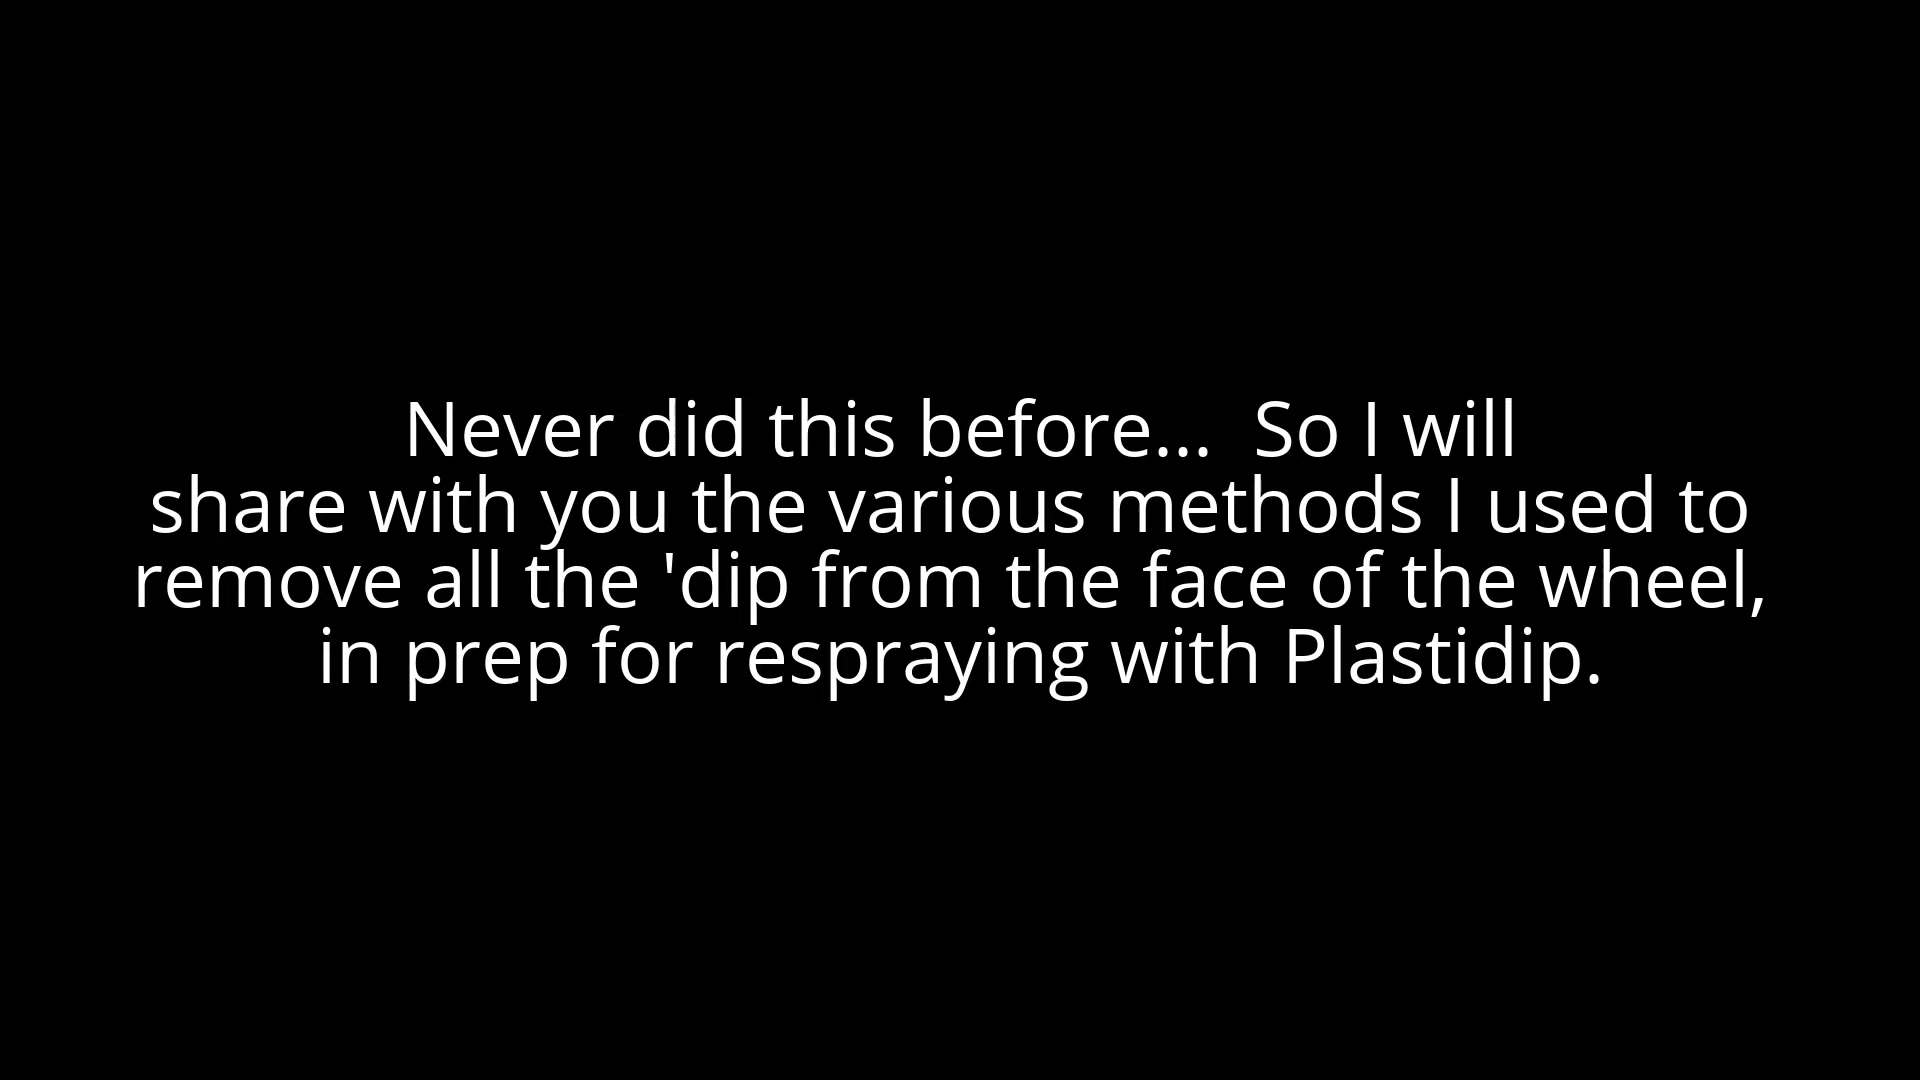 Never did this before...  So I will
share with you the various methods I used to
remove all the 'dip from the face of the wheel,
in prep for respraying with Plastidip.